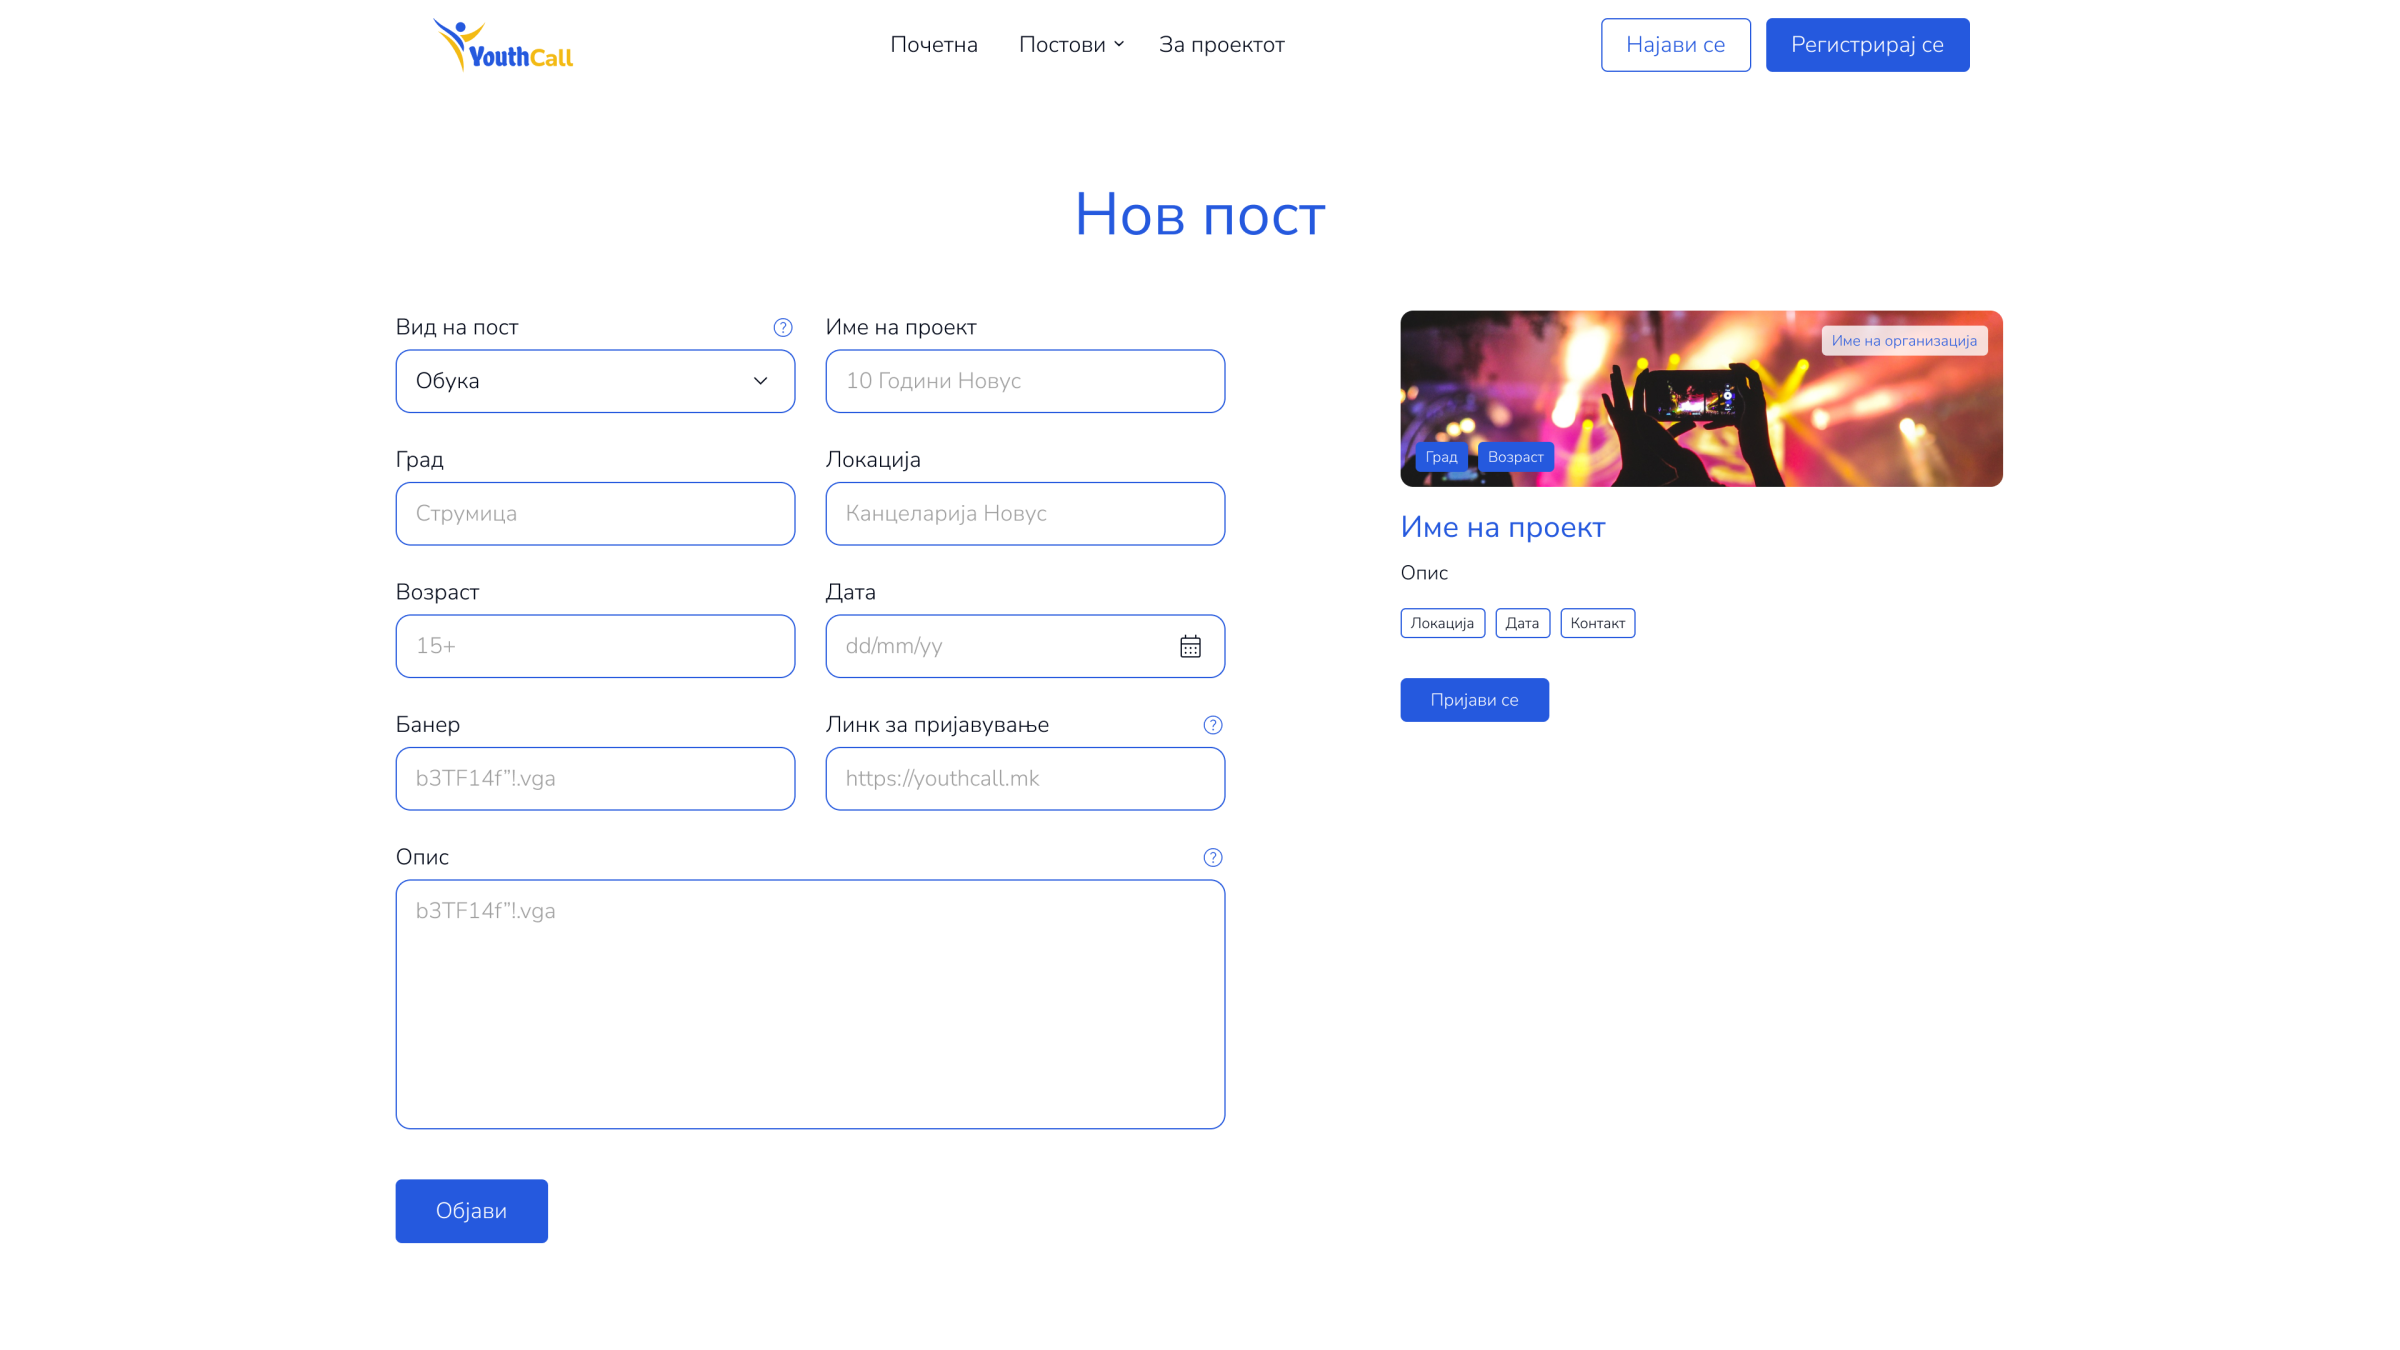 YouthCall
Почетна
Постови
За проектот
Најави се
Регистрирај се
Нов пост
Вид на пост
Обука
Име на проект
10 Години Новус
Град
Струмица
Локација
Канцеларија Новус
Возраст
15+
Дата
dd/mm/yy
Банер
b3TF14f”!.vga
Линк за пријавување
https://youthcall.mk
Опис
b3TF14f”!.vga
Објави
Име на организација
Град
Возраст
Име на проект
Опис
Локација
Дата
Контакт
Пријави се